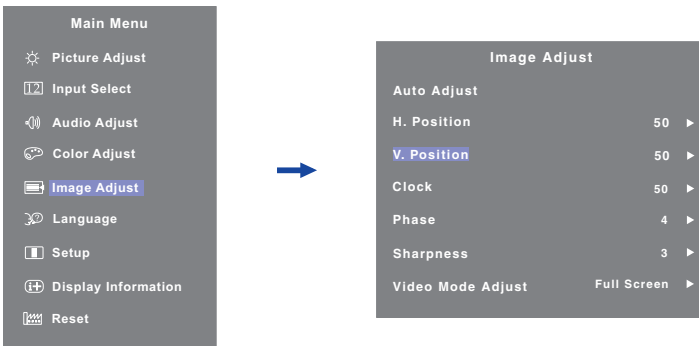 Main Menu
Picture Adjust
12 Input Select
Audio Adjust
Color Adjust
Image Adjust
Language
Setup
Display Information
Reset
Image Adjust
Auto Adjust
H. Position 50
V. Position 50
Clock 50
Phase 4
Sharpness 3
Video Mode Adjust Full Screen